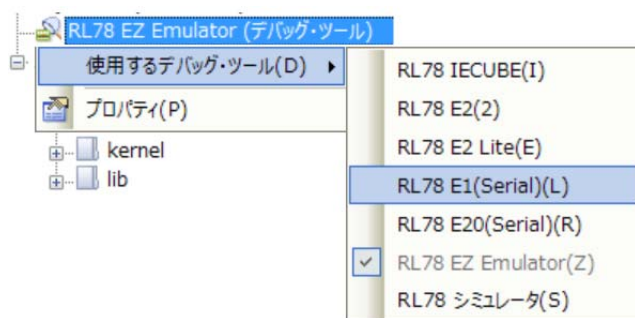 RL78 EZ Emulator (デバッグ・ツール)
使用するデバッグ・ツール(D)
プロパティ(P)
kernel
lib
RL78 IECUBE(I)
RL78 E2(2)
RL78 E2 Lite(E)
RL78 E1(Serial)(L)
RL78 E20(Serial)(R)
RL78 EZ Emulator(Z)
RL78 シミュレータ(S)